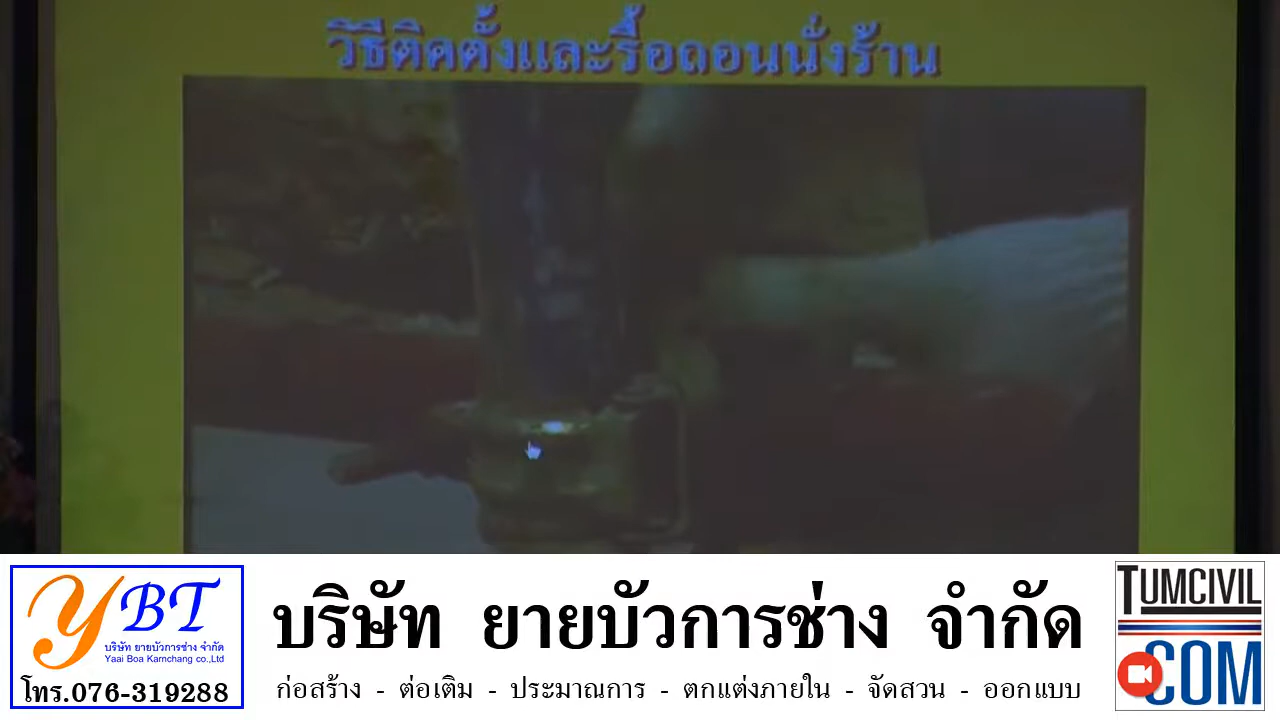 วิธีติดตั้งและรื้อถอนนั่งร้าน
YBT
บริษัท ยายบัวการช่าง จำกัด
Yaai Boa Karnchang co.,Ltd
โทร.076-319288
บริษัท ยายบัวการช่าง จำกัด
ก่อสร้าง - ต่อเติม - ประมาณการ - ตกแต่งภายใน - จัดสวน - ออกแบบ
TUMCIVIL
COM